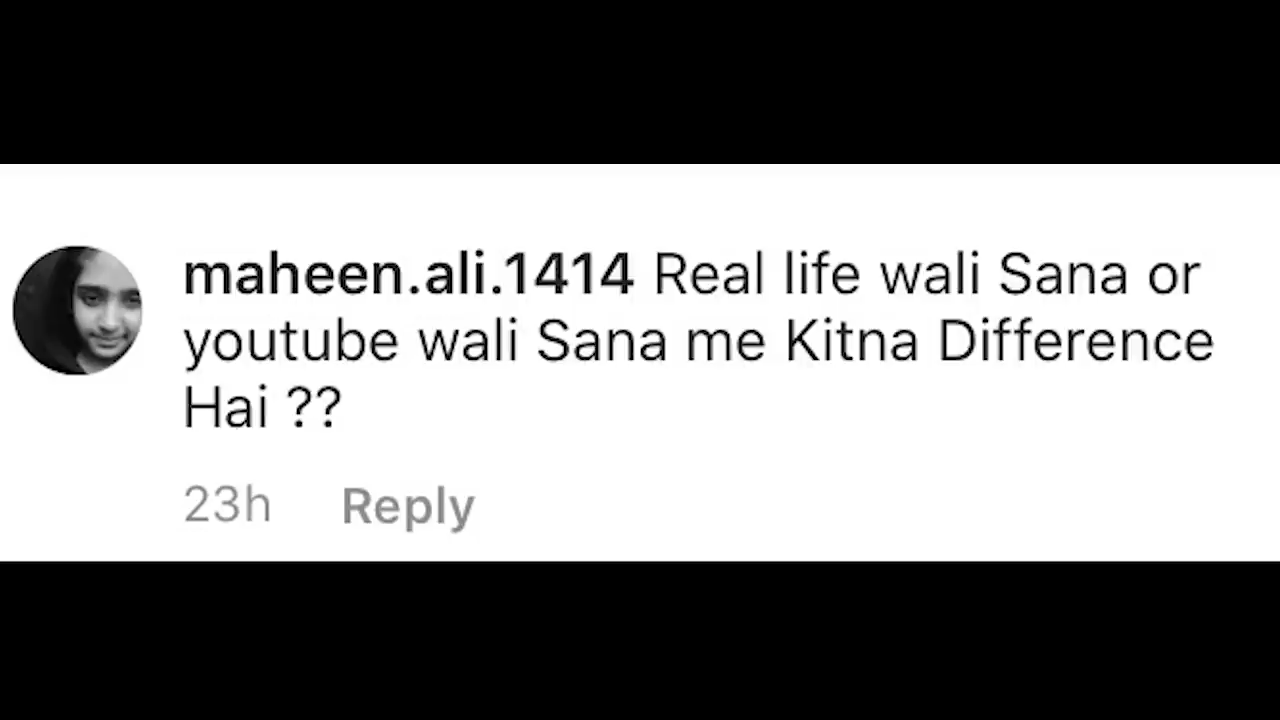 maheen.ali.1414 Real life wali Sana or
youtube wali Sana me Kitna Difference
Hai ??
23h Reply